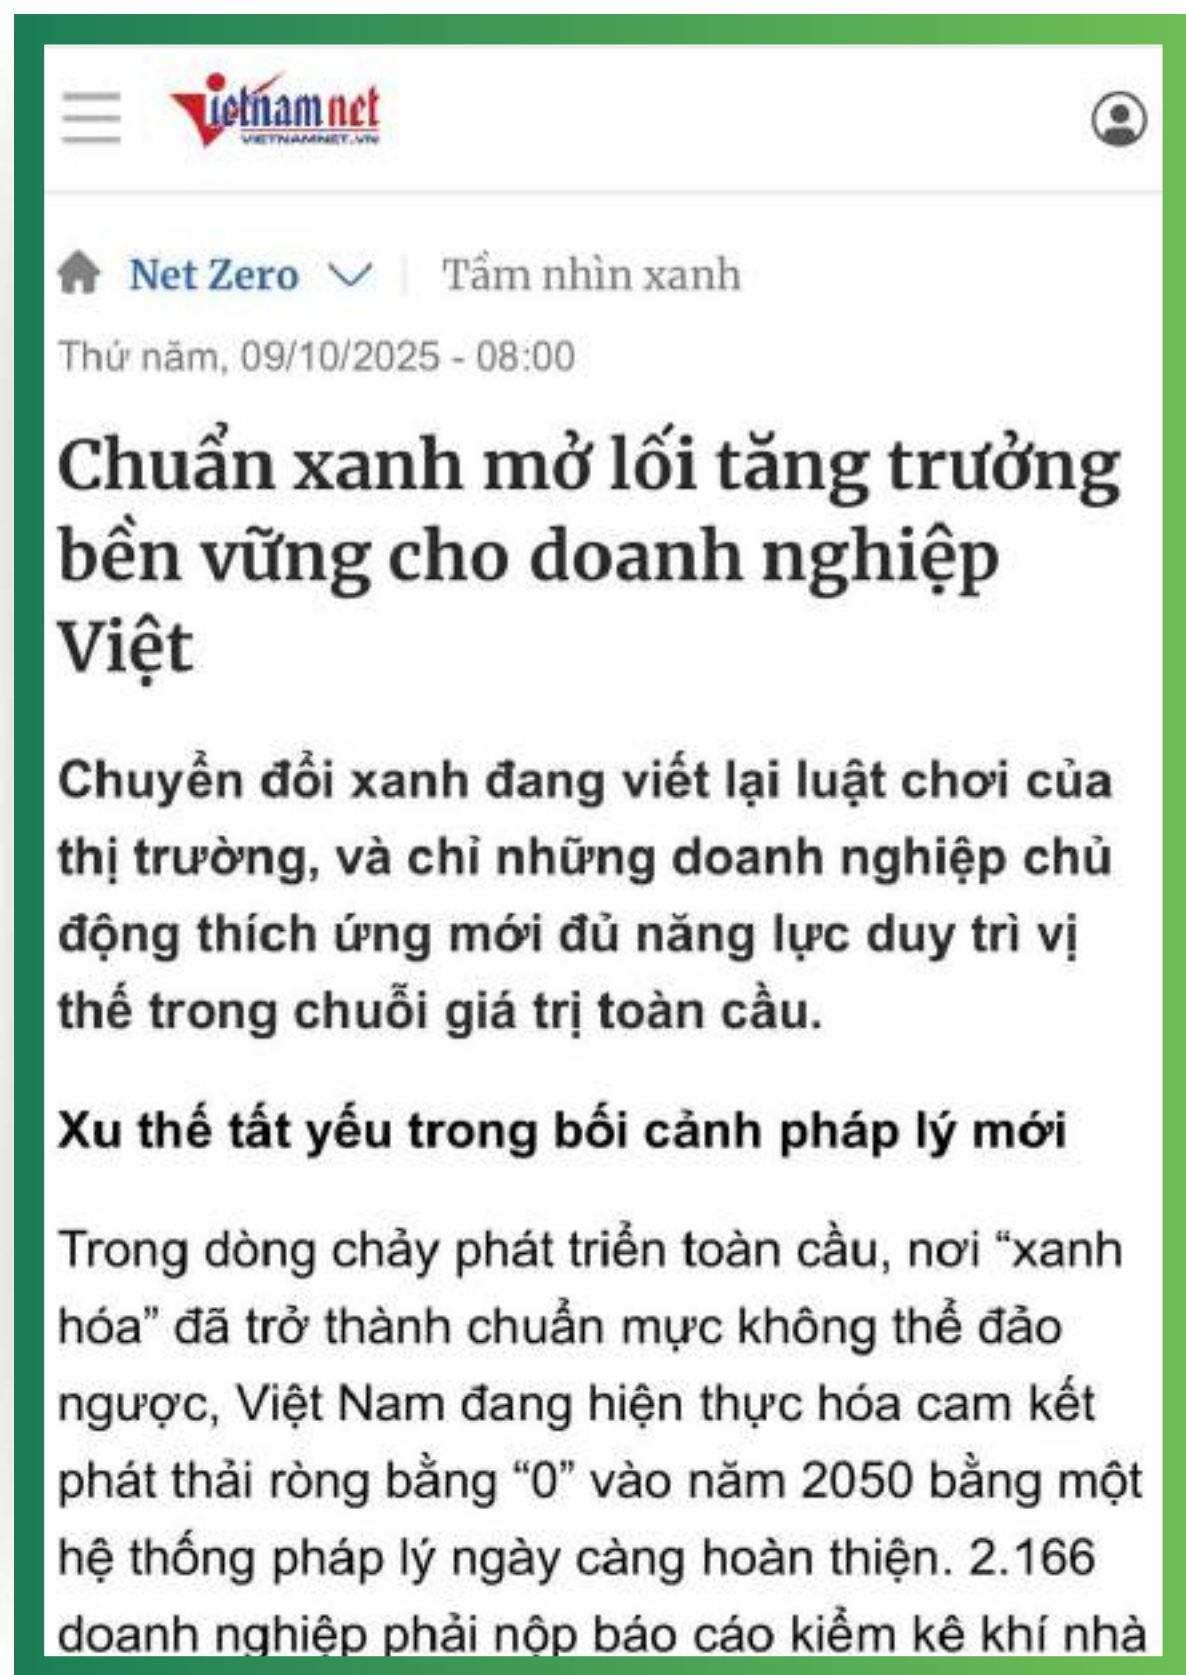 Vietnamnet
VIETNAMNET.VN
Net Zero
Tầm nhìn xanh
Thứ năm, 09/10/2025 - 08:00
Chuẩn xanh mở lối tăng trưởng
bền vững cho doanh nghiệp
Việt
Chuyển đổi xanh đang viết lại luật chơi của
thị trường, và chỉ những doanh nghiệp chủ
động thích ứng mới đủ năng lực duy trì vị
thế trong chuỗi giá trị toàn cầu.
Xu thế tất yếu trong bối cảnh pháp lý mới
Trong dòng chảy phát triển toàn cầu, nơi “xanh
hóa” đã trở thành chuẩn mực không thể đảo
ngược, Việt Nam đang hiện thực hóa cam kết
phát thải ròng bằng “0” vào năm 2050 bằng một
hệ thống pháp lý ngày càng hoàn thiện. 2.166
doanh nghiệp phải nộp báo cáo kiểm kê khí nhà